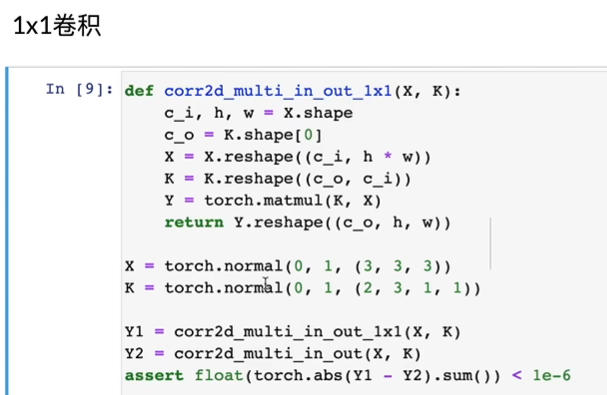 1x1卷积
In [9]: def corr2d_multi_in_out_1x1(X, K):
c_i, h, w = X.shape
c_o = K.shape[0]
X = X.reshape((c_i, h * w))
K = K.reshape((c_o, c_i))
Y = torch.matmul(K, X)
return Y.reshape((c_o, h, w))
X = torch.normal(0, 1, (3, 3, 3))
K = torch.normal(0, 1, (2, 3, 1, 1))
Y1 = corr2d_multi_in_out_1x1(X, K)
Y2 = corr2d_multi_in_out(X, K)
assert float(torch.abs(Y1 - Y2).sum()) < 1e-6